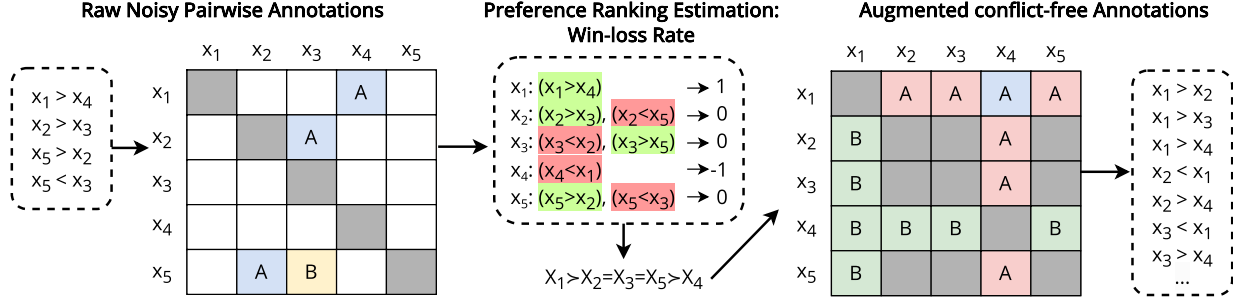 Raw Noisy Pairwise Annotations
x1 > x4
x2 > x3
x5 > x2
x5 < x3
x1 x2 x3 x4 x5
x1 A
x2 A
x3
x4
x5 A B
Preference Ranking Estimation:
Win-loss Rate
x1: (x1>x4) → 1
x2: (x2>x3), (x2<x5) → 0
x3: (x3<x2), (x3>x5) → 0
x4: (x4<x1) → -1
x5: (x5>x2), (x5<x3) → 0
X1≻X2=X3=X5≻X4
Augmented conflict-free Annotations
x1 x2 x3 x4 x5
x1 A A A A
x2 B A
x3 B A
x4 B B B B
x5 B A
x1 > x2
x1 > x3
x1 > x4
x2 < x1
x2 > x4
x3 < x1
x3 > x4
...